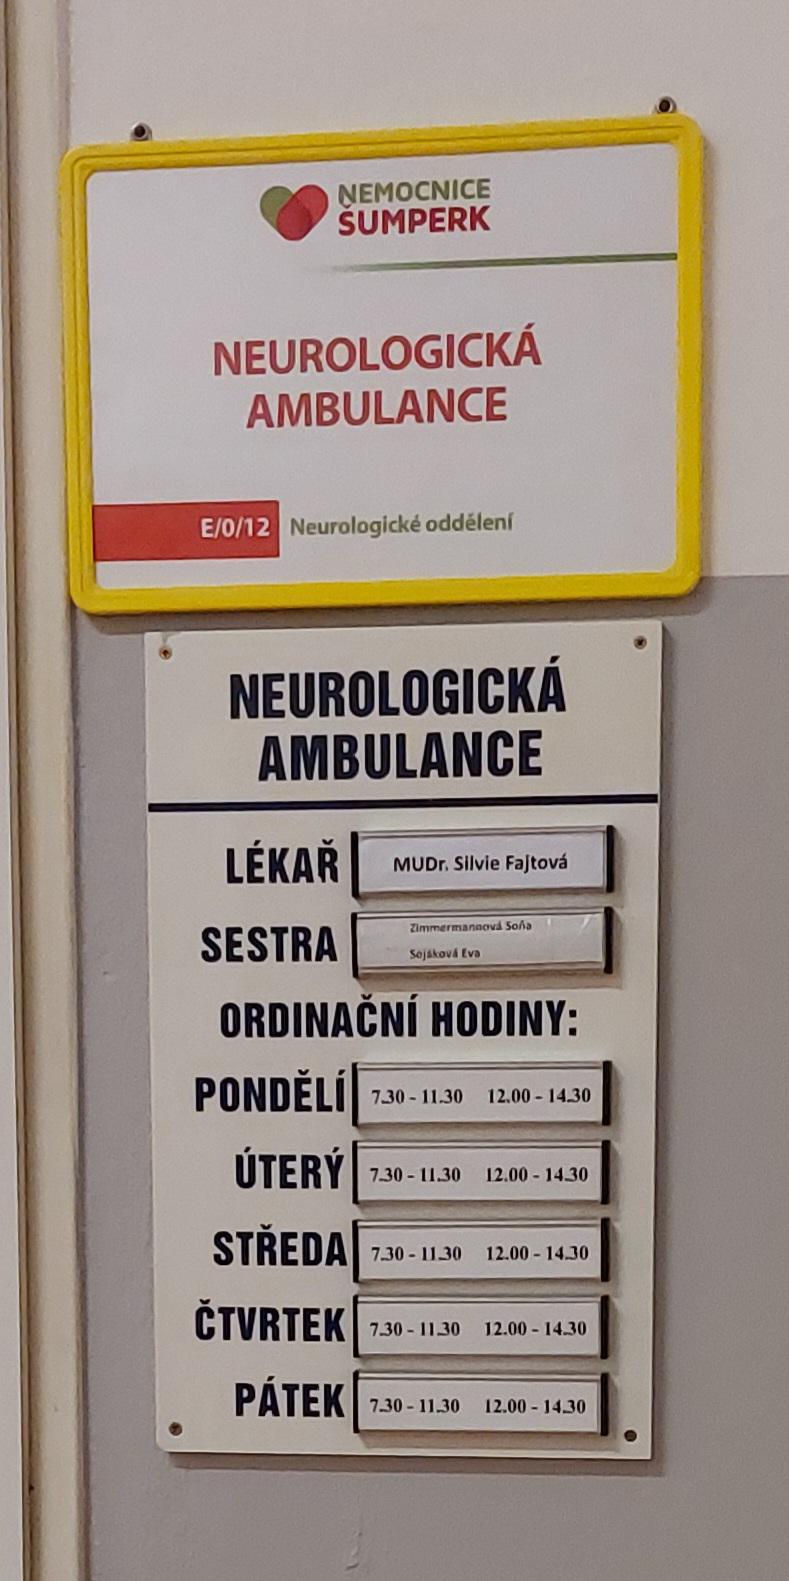 NEMOCNICE
ŠUMPERK
NEUROLOGICKÁ
AMBULANCE
E/0/12 Neurologické oddělení
NEUROLOGICKÁ
AMBULANCE
LÉKAŘ MUDr. Silvie Fajtová
SESTRA Zimmermannová Soňa
Sojáková Eva
ORDINAČNÍ HODINY:
PONDĚLÍ 7.30 - 11.30 12.00 - 14.30
ÚTERÝ 7.30 - 11.30 12.00 - 14.30
STŘEDA 7.30 - 11.30 12.00 - 14.30
ČTVRTEK 7.30 - 11.30 12.00 - 14.30
PÁTEK 7.30 - 11.30 12.00 - 14.30